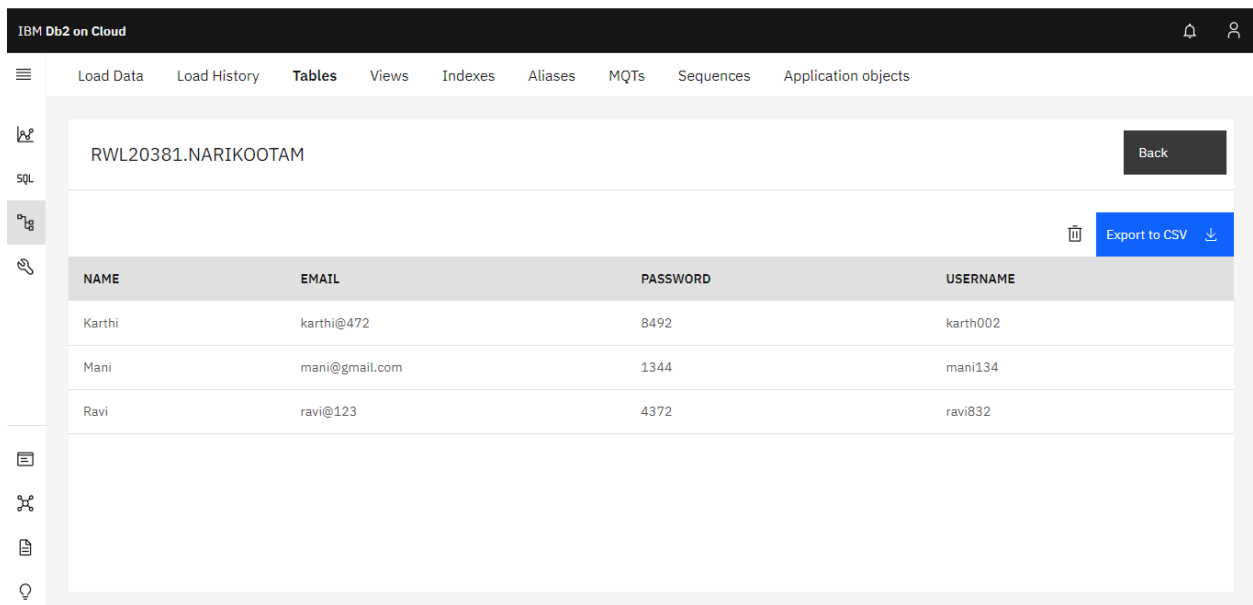 IBM Db2 on Cloud
Load Data Load History Tables Views Indexes Aliases MQTs Sequences Application objects
RWL20381.NARIKOOTAM
Back
SQL
Export to CSV
NAME EMAIL PASSWORD USERNAME
Karthi karthi@472 8492 karth002
Mani mani@gmail.com 1344 mani134
Ravi ravi@123 4372 ravi832